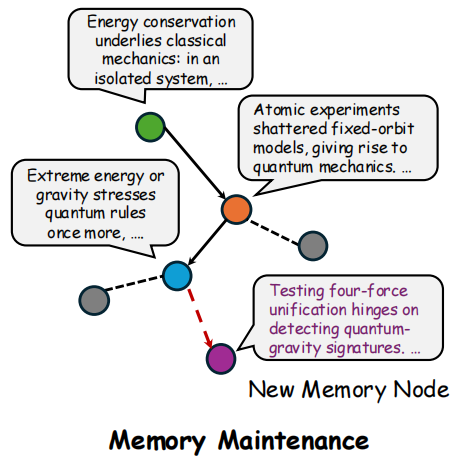 Energy conservation
underlies classical
mechanics: in an
isolated system, ...
Atomic experiments
shattered fixed-orbit
models, giving rise to
quantum mechanics. ...
Extreme energy or
gravity stresses
quantum rules
once more, ....
Testing four-force
unification hinges on
detecting quantum-
gravity signatures. ...
New Memory Node
Memory Maintenance